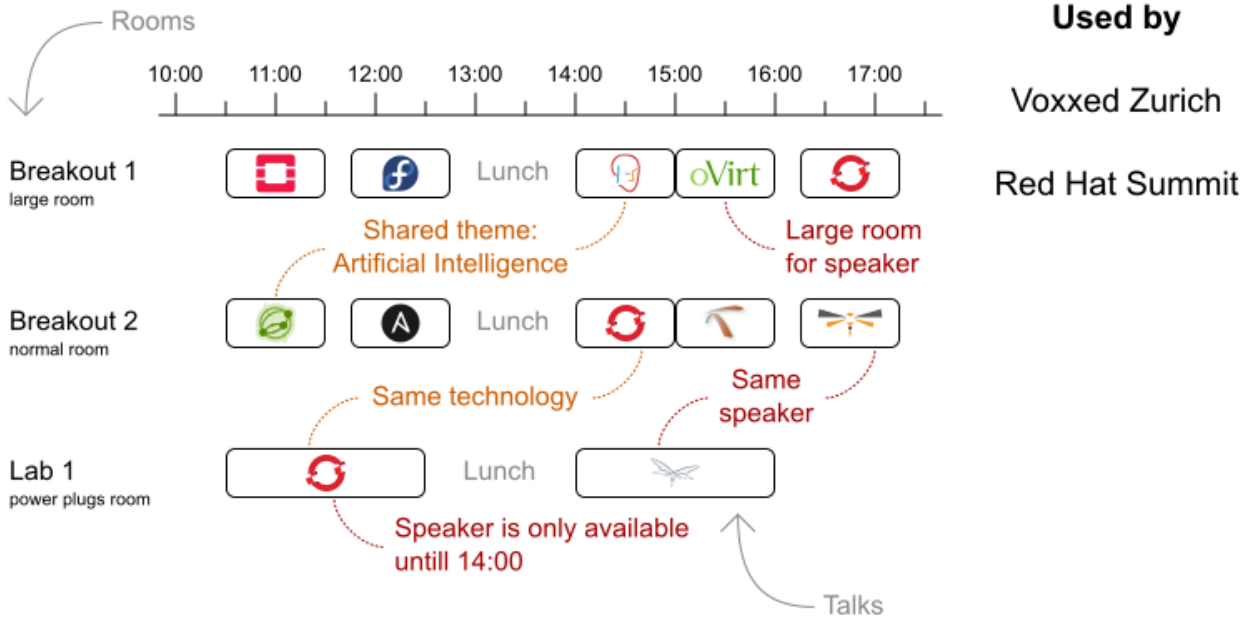 Rooms
Used by
10:00 11:00 12:00 13:00 14:00 15:00 16:00 17:00
Voxxed Zurich
Red Hat Summit
Breakout 1
large room
Lunch
oVirt
Shared theme:
Artificial Intelligence
Large room
for speaker
Breakout 2
normal room
Lunch
Same technology
Same
speaker
Lab 1
power plugs room
Lunch
Speaker is only available
untill 14:00
Talks